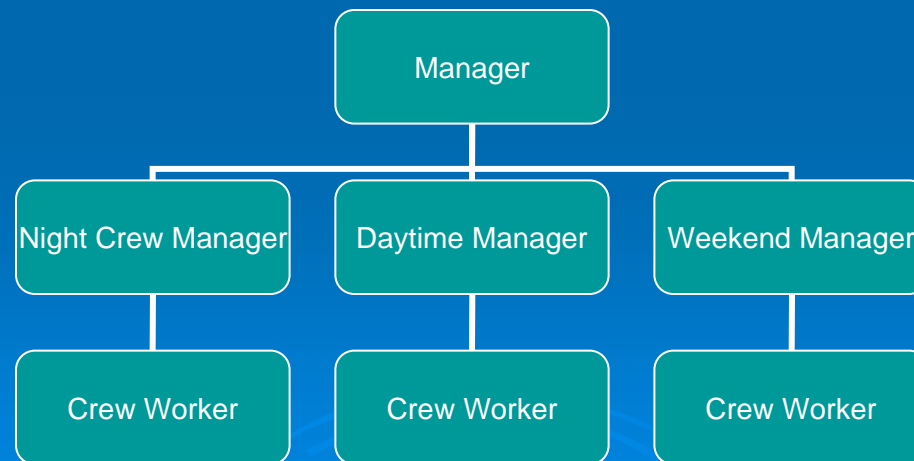 Manager
Night Crew Manager
Daytime Manager
Weekend Manager
Crew Worker
Crew Worker
Crew Worker